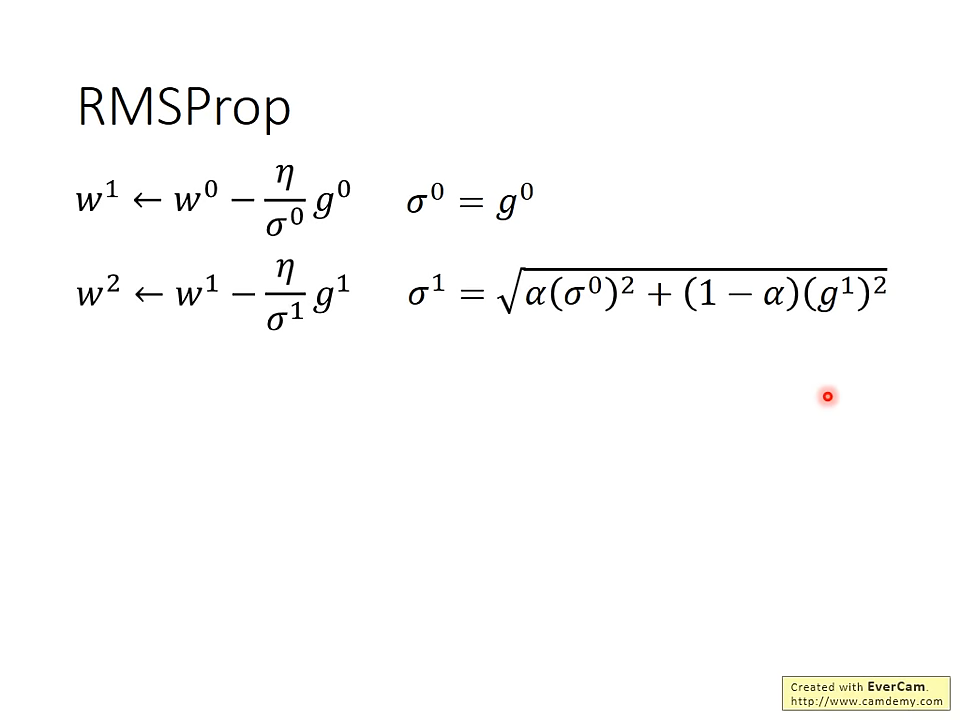 RMSProp
w¹ ← w⁰ − η/σ⁰ g⁰   σ⁰ = g⁰
w² ← w¹ − η/σ¹ g¹   σ¹ = √(α(σ⁰)² + (1 − α)(g¹)²)
Created with EverCam.
http://www.camdemy.com